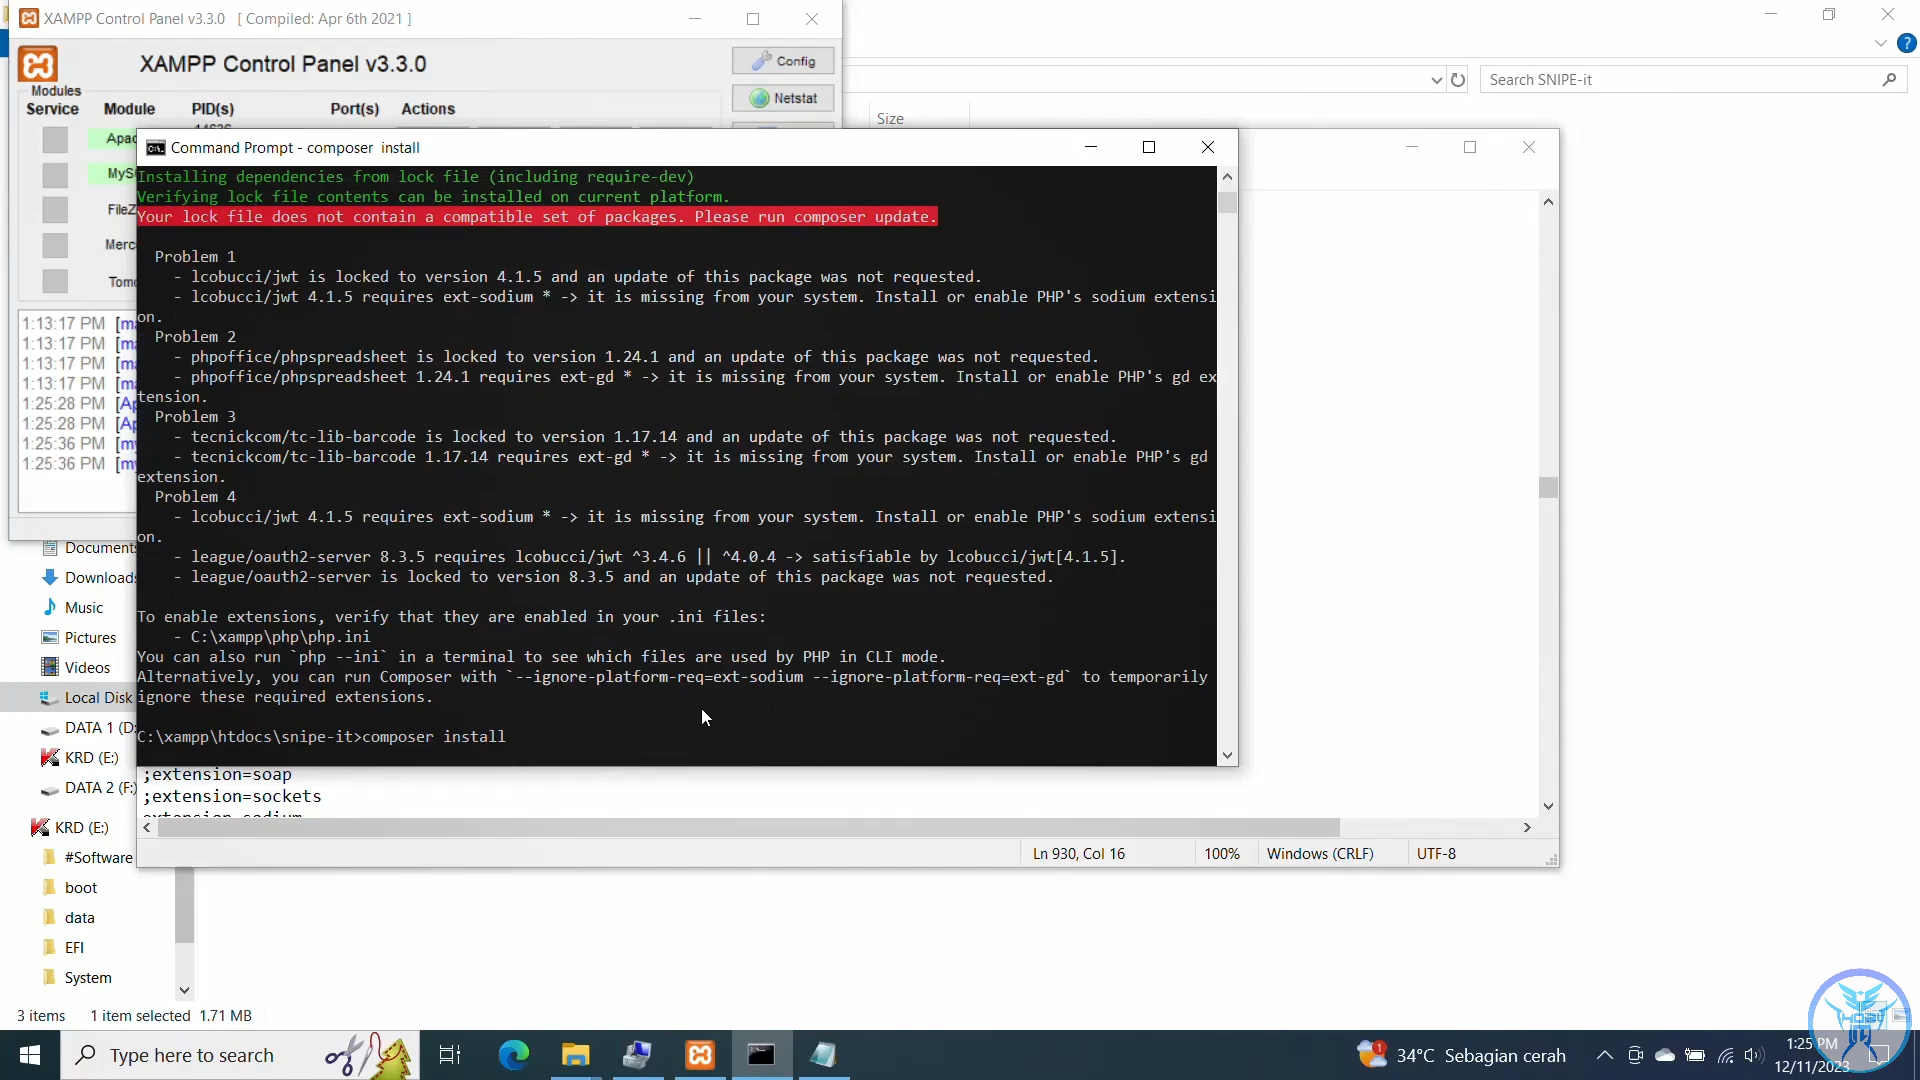 XAMPP Control Panel v3.3.0 [ Compiled: Apr 6th 2021 ]
XAMPP Control Panel v3.3.0
Config
Netstat
Modules
Service Module PID(s) Port(s) Actions
Apac
MyS
FileZ
Merc
Tomc
1:13:17 PM [ma
1:13:17 PM [ma
1:13:17 PM [ma
1:13:17 PM [ma
1:25:28 PM [Ap
1:25:28 PM [Ap
1:25:36 PM [my
1:25:36 PM [my
Search SNIPE-it
Size
Command Prompt - composer  install
Installing dependencies from lock file (including require-dev)
Verifying lock file contents can be installed on current platform.
Your lock file does not contain a compatible set of packages. Please run composer update.
Problem 1
- lcobucci/jwt is locked to version 4.1.5 and an update of this package was not requested.
- lcobucci/jwt 4.1.5 requires ext-sodium * -> it is missing from your system. Install or enable PHP's sodium extensi
on.
Problem 2
- phpoffice/phpspreadsheet is locked to version 1.24.1 and an update of this package was not requested.
- phpoffice/phpspreadsheet 1.24.1 requires ext-gd * -> it is missing from your system. Install or enable PHP's gd ex
tension.
Problem 3
- tecnickcom/tc-lib-barcode is locked to version 1.17.14 and an update of this package was not requested.
- tecnickcom/tc-lib-barcode 1.17.14 requires ext-gd * -> it is missing from your system. Install or enable PHP's gd
extension.
Problem 4
- lcobucci/jwt 4.1.5 requires ext-sodium * -> it is missing from your system. Install or enable PHP's sodium extensi
on.
- league/oauth2-server 8.3.5 requires lcobucci/jwt ^3.4.6 || ^4.0.4 -> satisfiable by lcobucci/jwt[4.1.5].
- league/oauth2-server is locked to version 8.3.5 and an update of this package was not requested.
To enable extensions, verify that they are enabled in your .ini files:
- C:\xampp\php\php.ini
You can also run `php --ini` in a terminal to see which files are used by PHP in CLI mode.
Alternatively, you can run Composer with `--ignore-platform-req=ext-sodium --ignore-platform-req=ext-gd` to temporarily
ignore these required extensions.
C:\xampp\htdocs\snipe-it>composer install
;extension=soap
;extension=sockets
extension=sodium
Ln 930, Col 16 100% Windows (CRLF) UTF-8
Documents
Downloads
Music
Pictures
Videos
Local Disk
DATA 1 (D:
KRD (E:)
DATA 2 (F:)
KRD (E:)
#Software
boot
data
EFI
System
3 items 1 item selected 1.71 MB
Type here to search
34°C Sebagian cerah
1:25 PM
12/11/2023